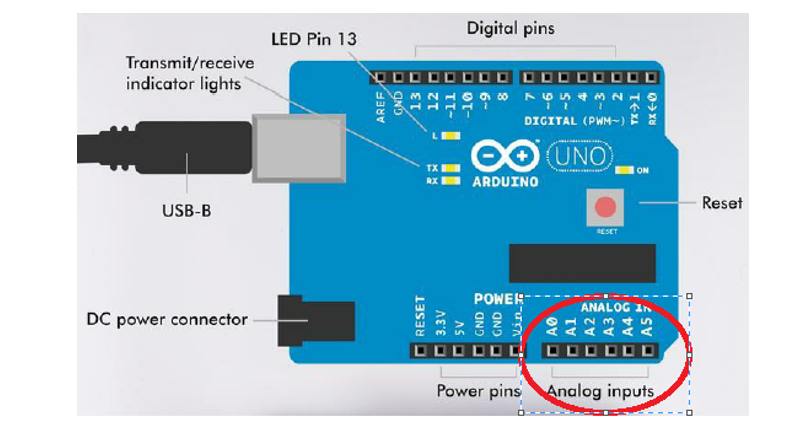 LED Pin 13
Digital pins
Transmit/receive
indicator lights
AREF
GND
13
12
~11
~10
~9
8
7
~6
~5
4
~3
2
TX→1
RX←0
DIGITAL (PWM~)
L
TX
RX
UNO
ARDUINO
ON
RESET
Reset
USB-B
DC power connector
POWER
ANALOG IN
RESET
3.3V
5V
GND
GND
Vin
A0
A1
A2
A3
A4
A5
Power pins
Analog inputs